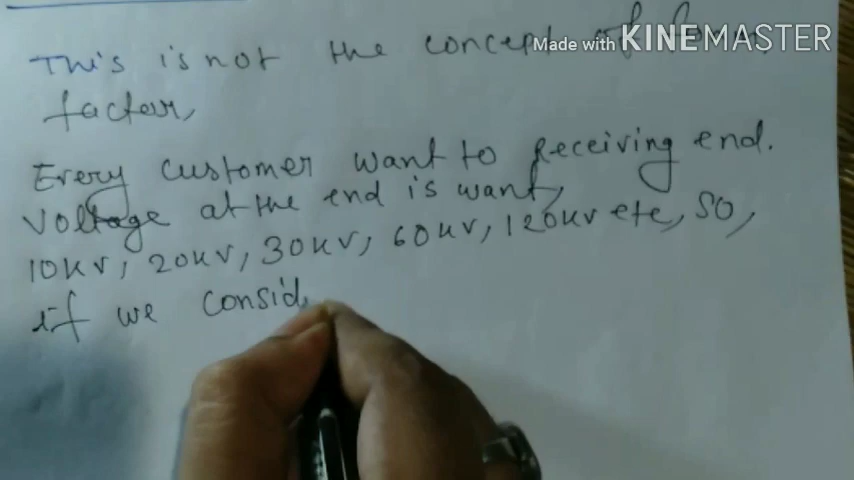 This is not the concept of
Made with KINEMASTER
factor,
Every customer want to Receiving end.
Voltage at the end is want,
10KV, 20KV, 30KV, 60KV, 120KV etc, SO,
if we consid